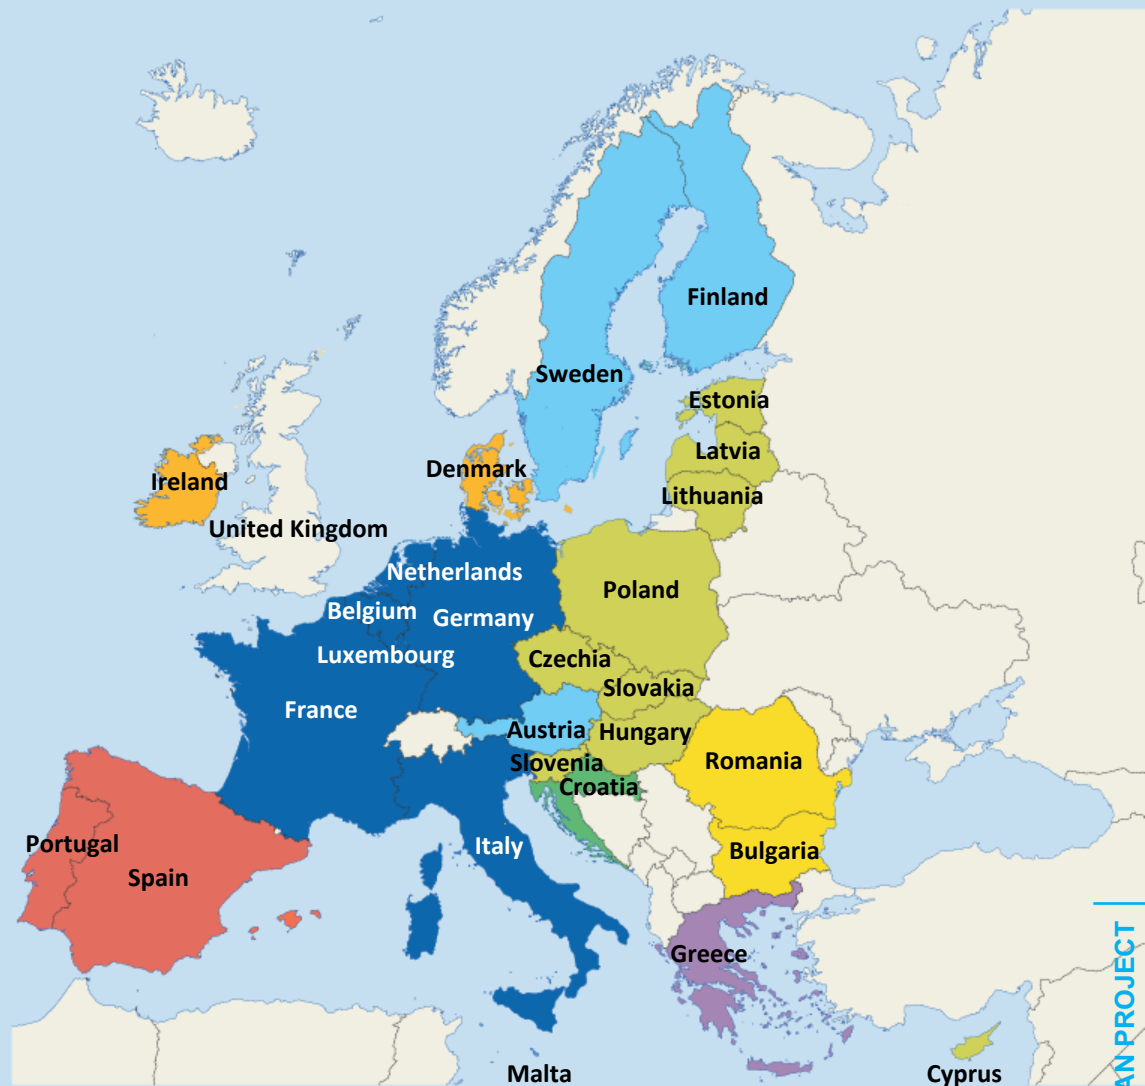 Finland
Sweden
Estonia
Latvia
Lithuania
Denmark
Ireland
United Kingdom
Netherlands
Belgium
Germany
Luxembourg
France
Poland
Czechia
Slovakia
Austria
Hungary
Slovenia
Croatia
Romania
Bulgaria
Italy
Portugal
Spain
Greece
Malta
Cyprus
AN PROJECT